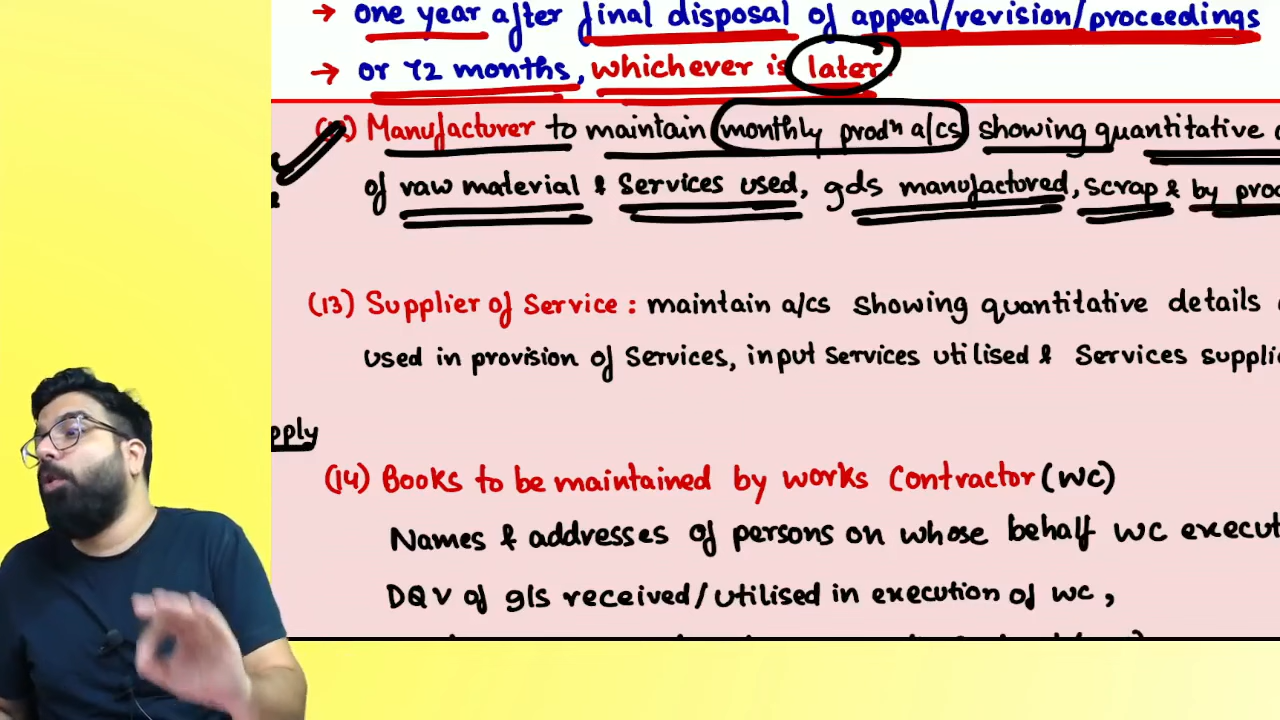 → one year after final disposal of appeal/revision/proceedings
→ or 72 months, whichever is later
Manufacturer to maintain monthly prodn a/cs showing quantitative
of raw material & Services used, gds manufactored, scrap & by
(13) Supplier of Service : maintain a/cs showing quantitative details
used in provision of Services, input services utilised & Services
(14) Books to be maintained by works Contractor (WC)
Names & addresses of persons on whose behalf WC
DQV of g/s received/utilised in execution of WC,